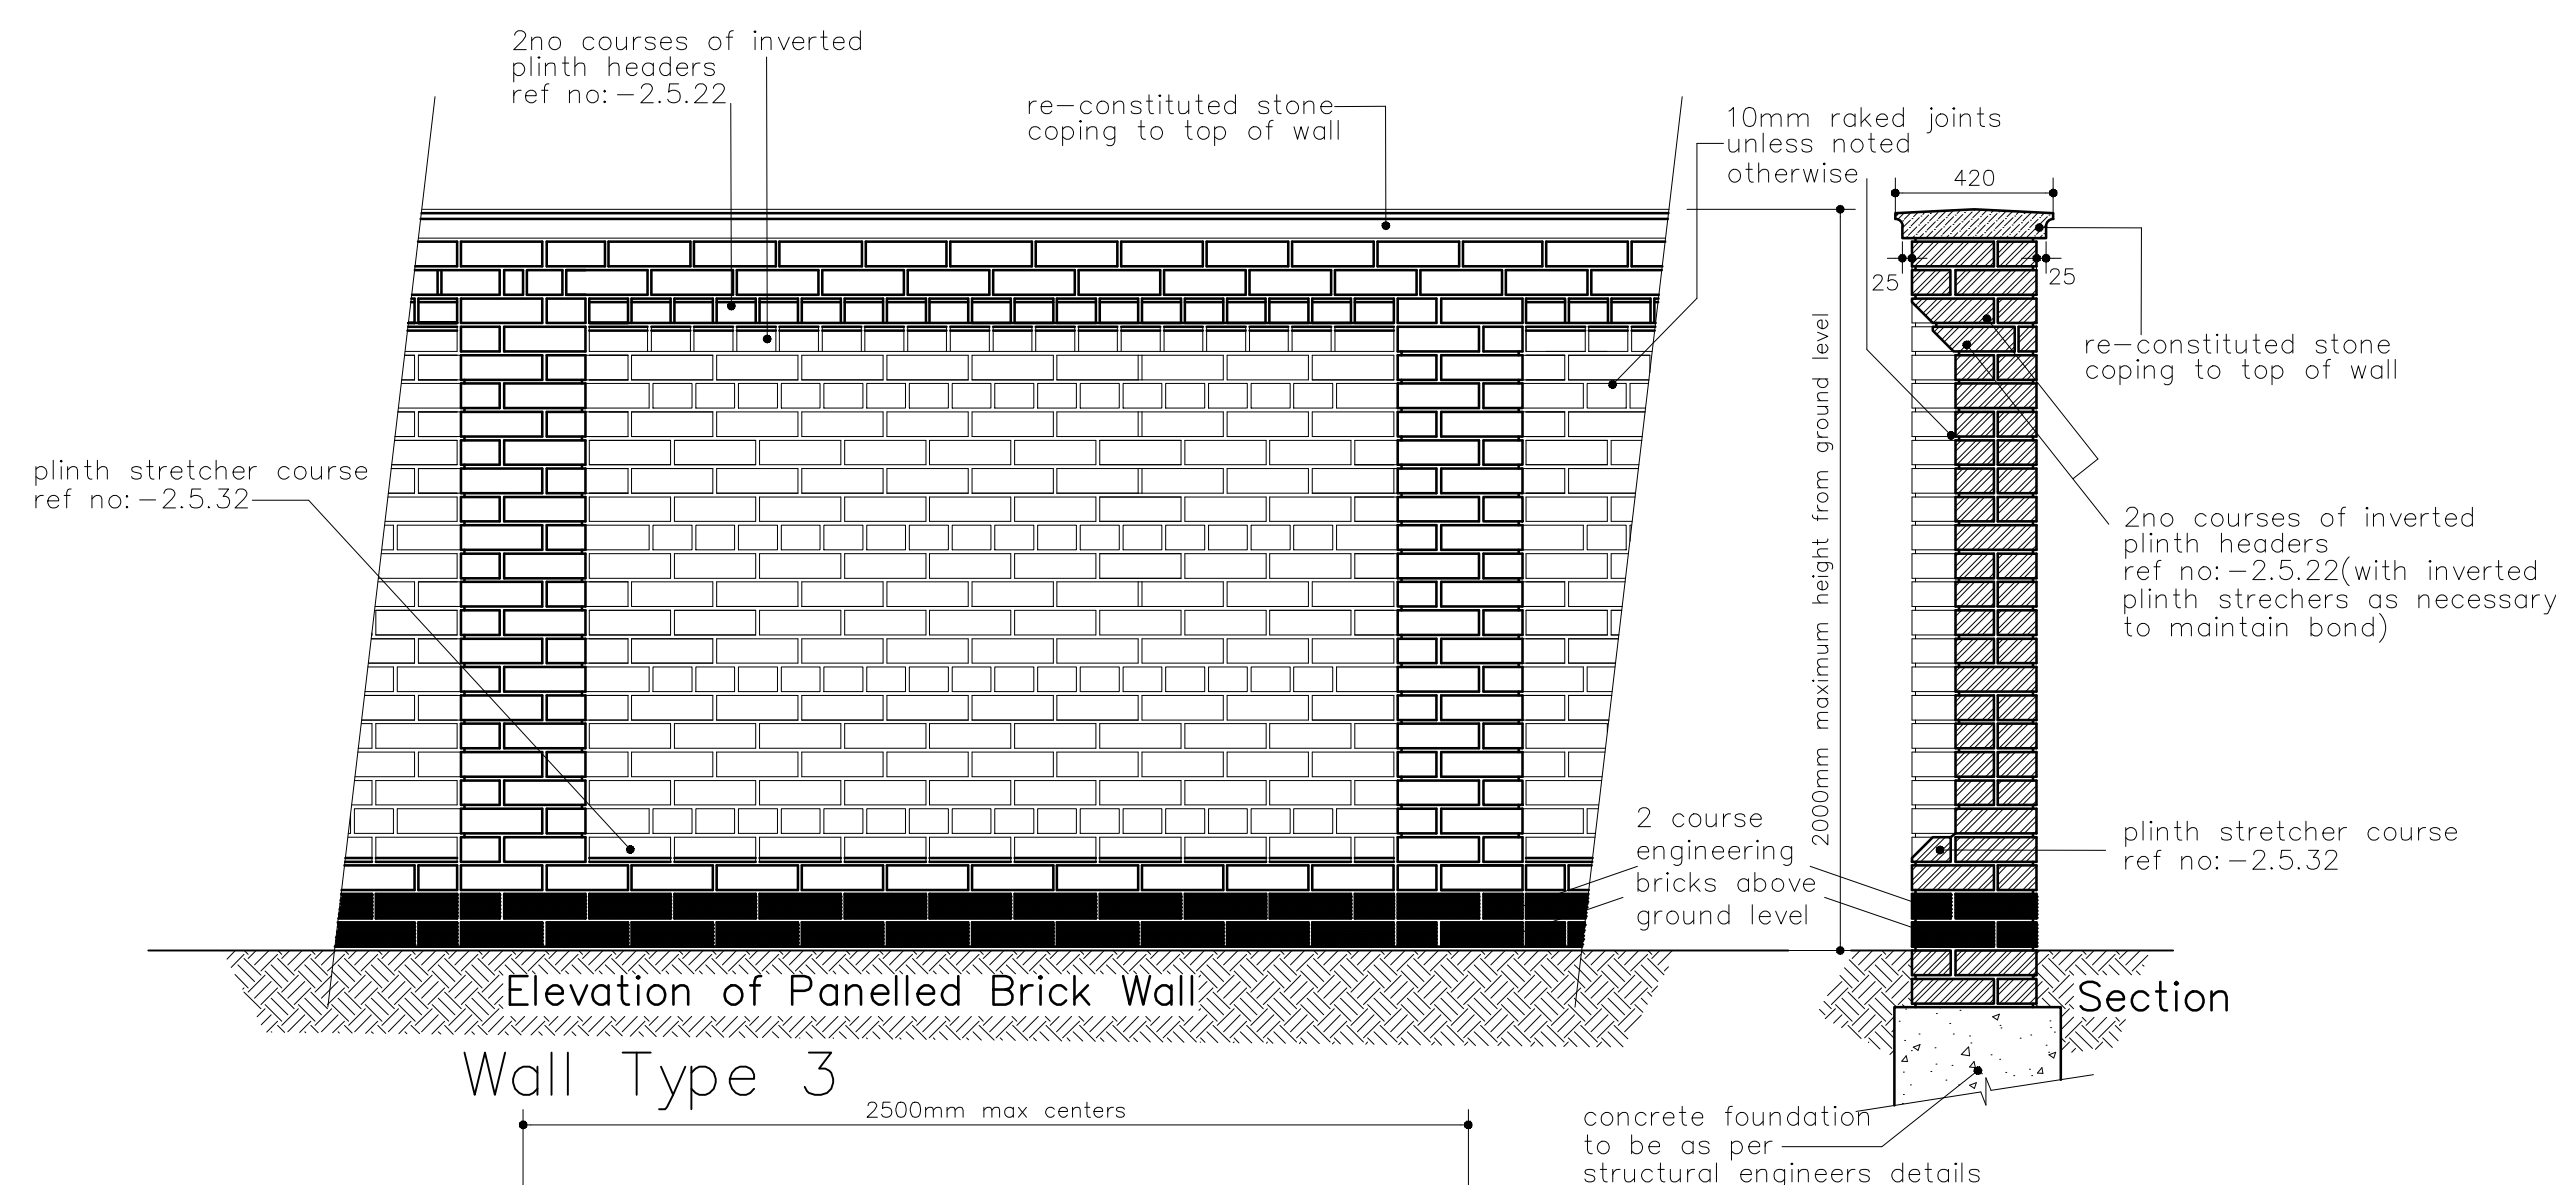 2no courses of inverted
plinth headers
ref no:-2.5.22
re-constituted stone
coping to top of wall
10mm raked joints
unless noted
otherwise
420
25
25
2000mm maximum height from ground level
re-constituted stone
coping to top of wall
plinth stretcher course
ref no:-2.5.32
2no courses of inverted
plinth headers
ref no:-2.5.22(with inverted
plinth strechers as necessary
to maintain bond)
2 course
engineering
bricks above
ground level
plinth stretcher course
ref no:-2.5.32
Elevation of Panelled Brick Wall
Section
Wall Type 3
2500mm max centers
concrete foundation
to be as per
structural engineers details